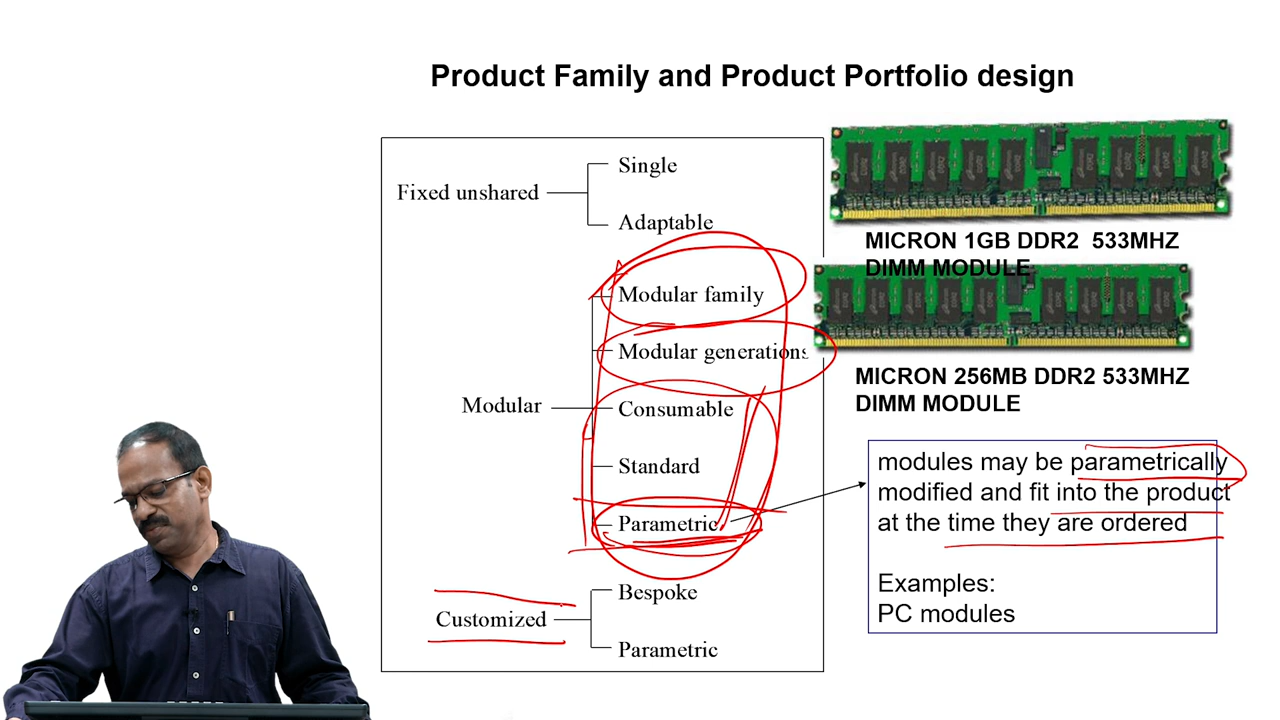 Product Family and Product Portfolio design
Fixed unshared
Single
Adaptable
Modular
Modular family
Modular generations
Consumable
Standard
Parametric
Customized
Bespoke
Parametric
MICRON 1GB DDR2 533MHZ
DIMM MODULE
MICRON 256MB DDR2 533MHZ
DIMM MODULE
modules may be parametrically
modified and fit into the product
at the time they are ordered
Examples:
PC modules